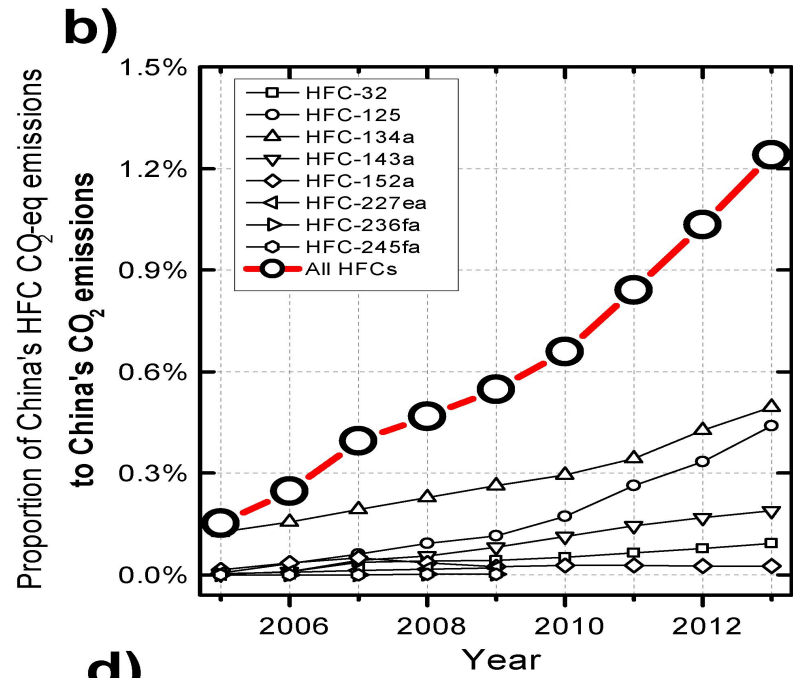 b)
Proportion of China's HFC CO₂-eq emissions
to China's CO₂ emissions
1.5%
1.2%
0.9%
0.6%
0.3%
0.0%
HFC-32
HFC-125
HFC-134a
HFC-143a
HFC-152a
HFC-227ea
HFC-236fa
HFC-245fa
All HFCs
2006 2008 2010 2012
Year
d)